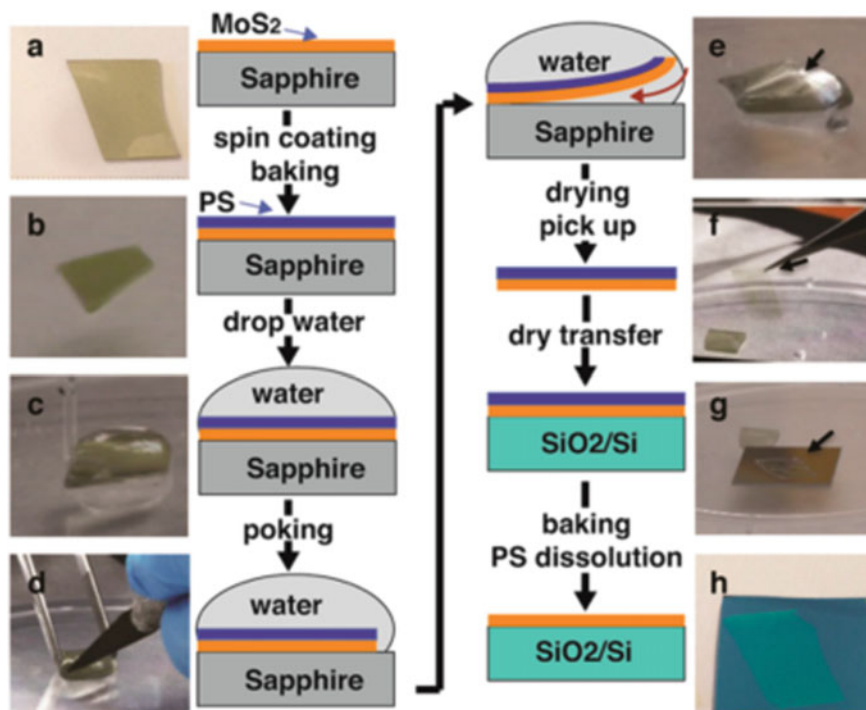 a
MoS2
Sapphire
spin coating
baking
b
PS
Sapphire
drop water
c
water
Sapphire
poking
d
water
Sapphire
water
Sapphire
e
drying
pick up
f
dry transfer
SiO2/Si
g
baking
PS dissolution
SiO2/Si
h